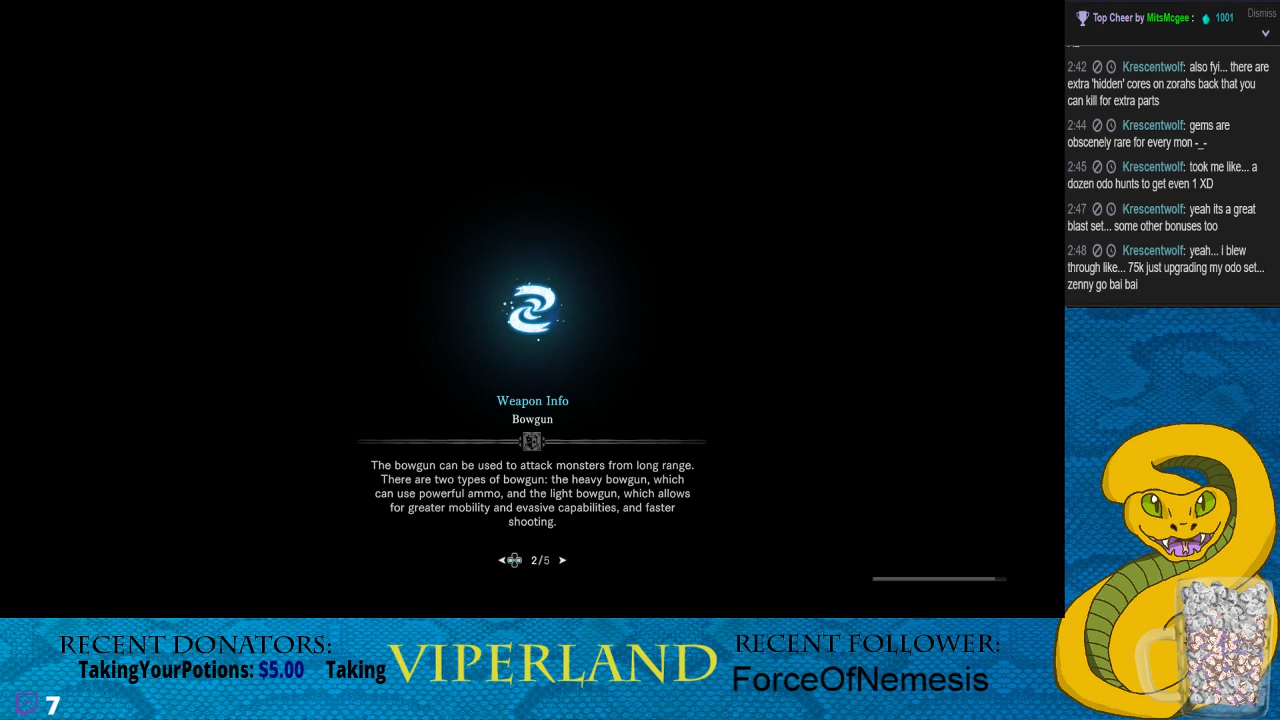 Top Cheer by MitsMcgee : 1001
Dismiss
2:42 Krescentwolf: also fyi... there are
extra 'hidden' cores on zorahs back that you
can kill for extra parts
2:44 Krescentwolf: gems are
obscenely rare for every mon -_-
2:45 Krescentwolf: took me like... a
dozen odo hunts to get even 1 XD
2:47 Krescentwolf: yeah its a great
blast set... some other bonuses too
2:48 Krescentwolf: yeah... i blew
through like... 75k just upgrading my odo set...
zenny go bai bai
Weapon Info
Bowgun
The bowgun can be used to attack monsters from long range.
There are two types of bowgun: the heavy bowgun, which
can use powerful ammo, and the light bowgun, which allows
for greater mobility and evasive capabilities, and faster
shooting.
2/5
RECENT DONATORS:
TakingYourPotions: $5.00 Taking
VIPERLAND
RECENT FOLLOWER:
ForceOfNemesis
7